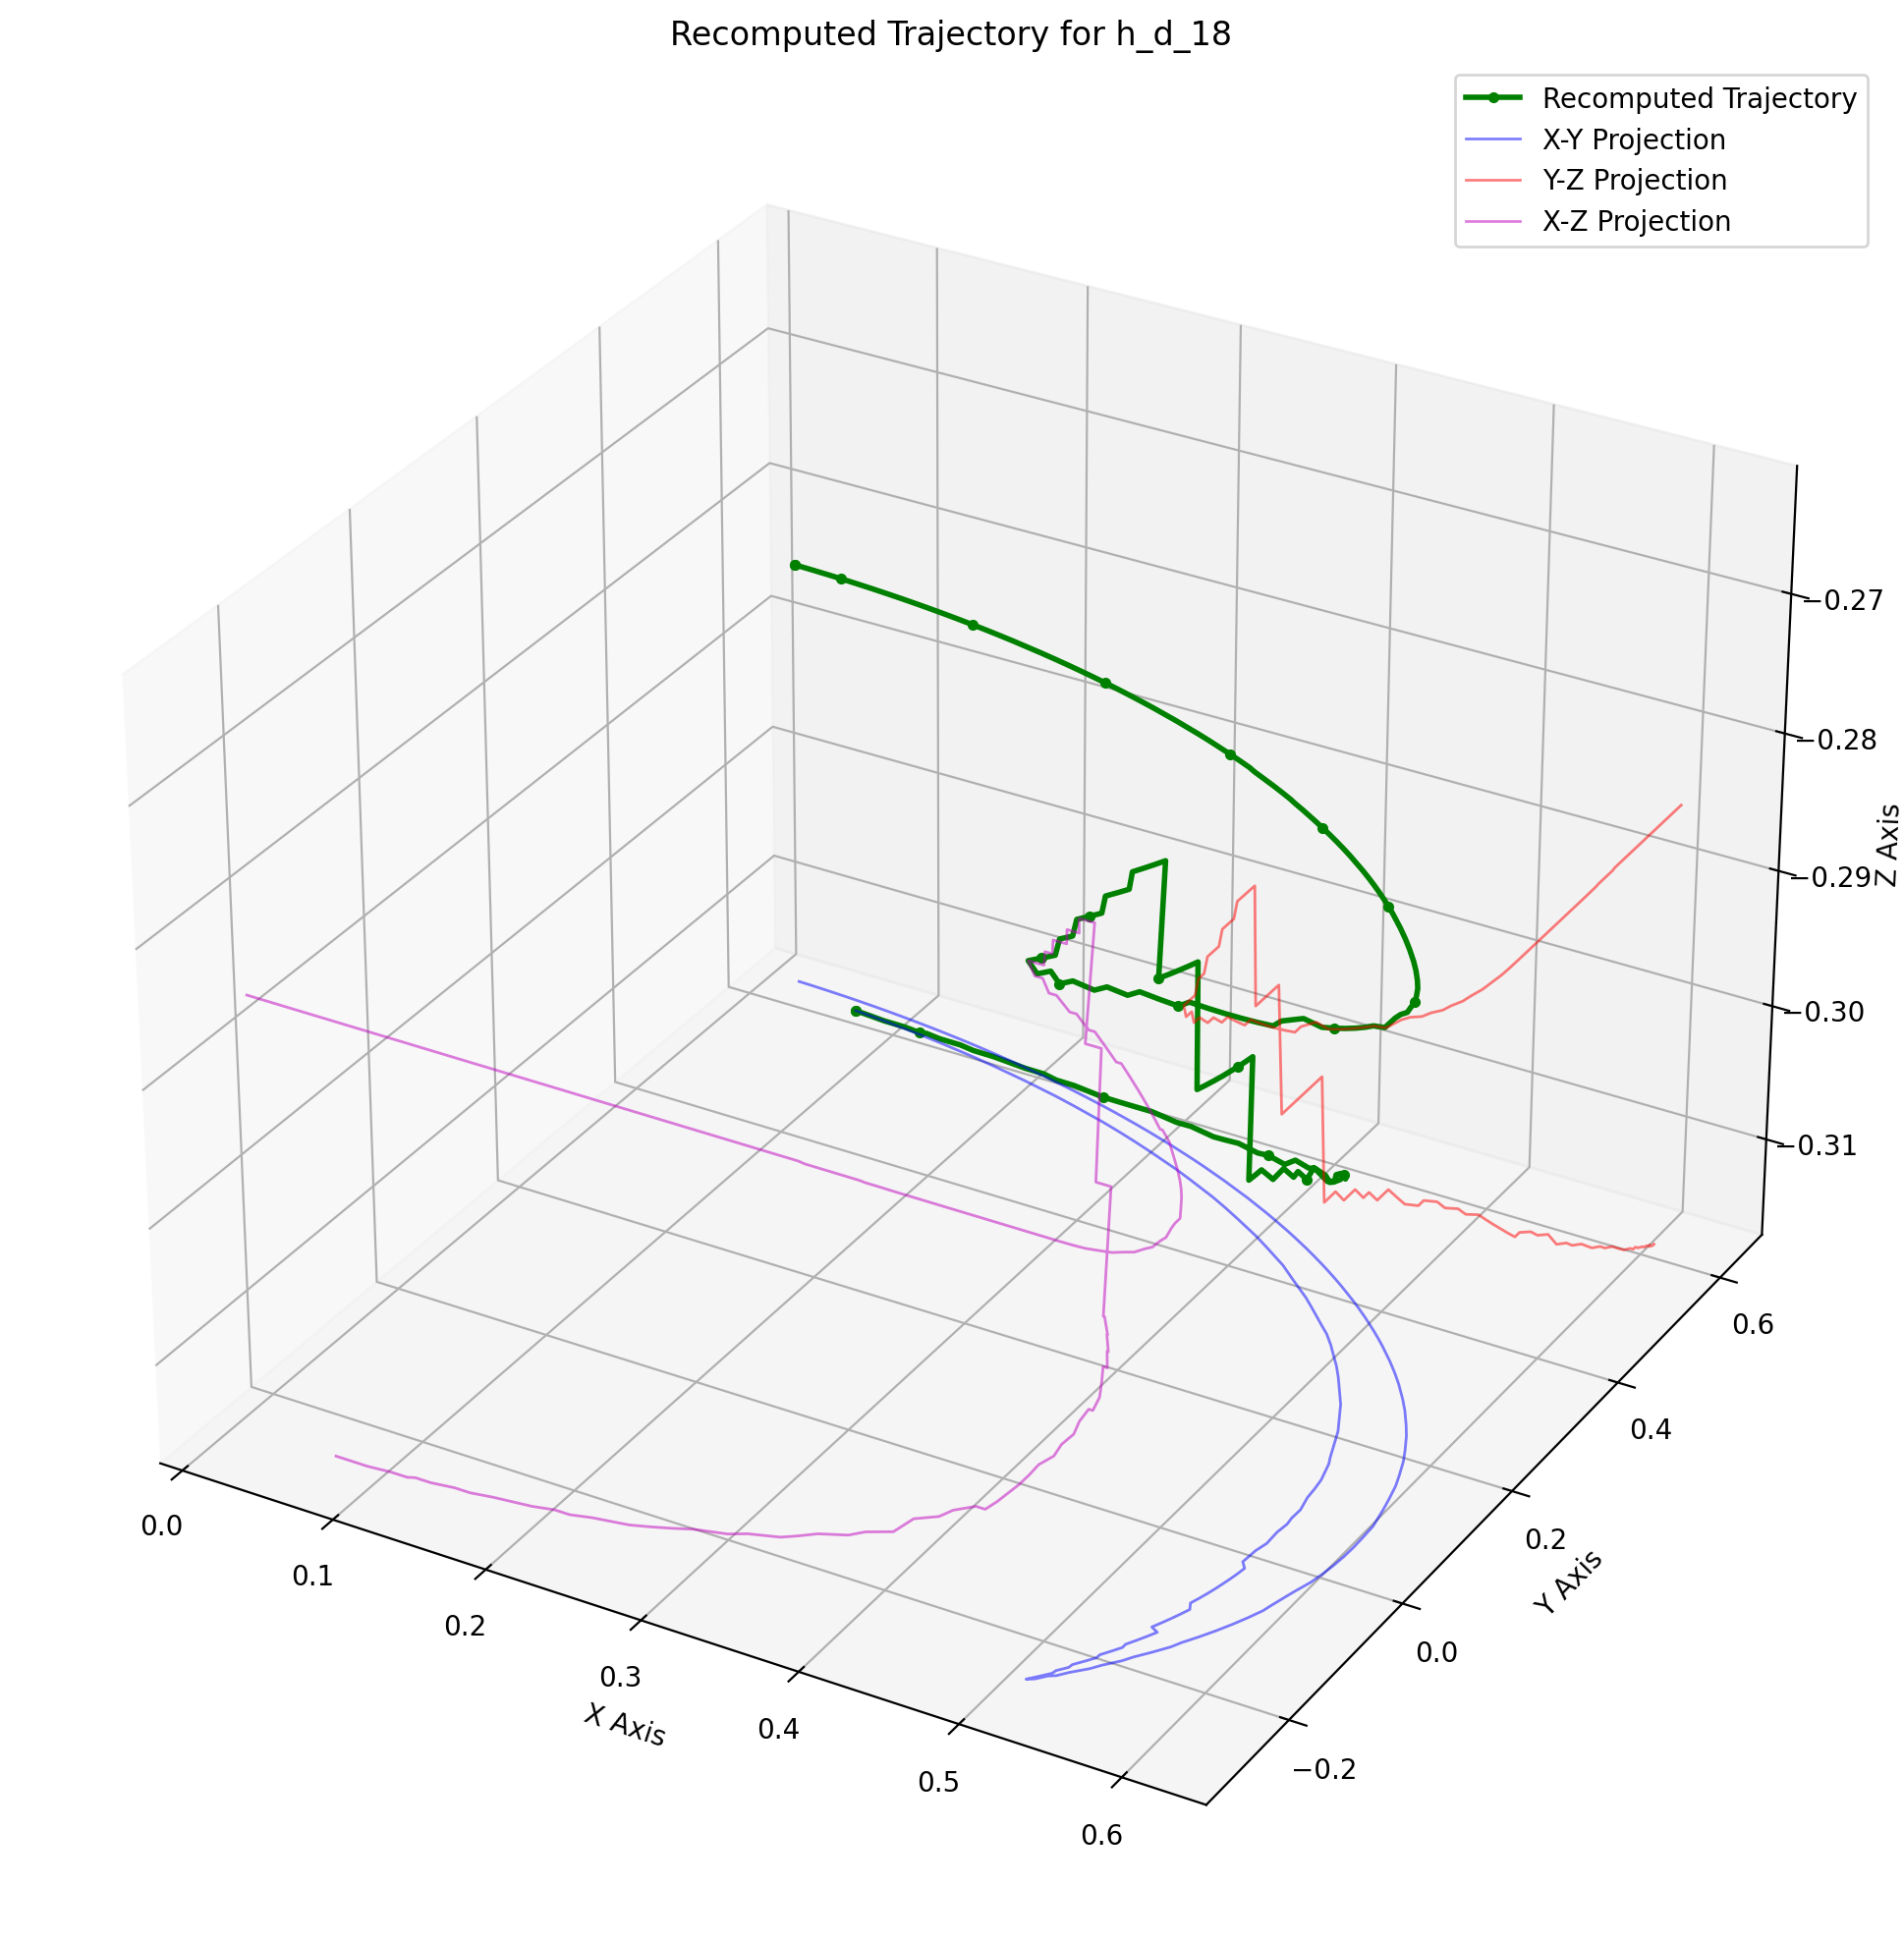 Recomputed Trajectory for h_d_18
Recomputed Trajectory
X-Y Projection
Y-Z Projection
X-Z Projection
−0.27
−0.28
−0.29
−0.30
−0.31
Z Axis
0.6
0.4
0.2
0.0
−0.2
Y Axis
0.0
0.1
0.2
0.3
0.4
0.5
0.6
X Axis